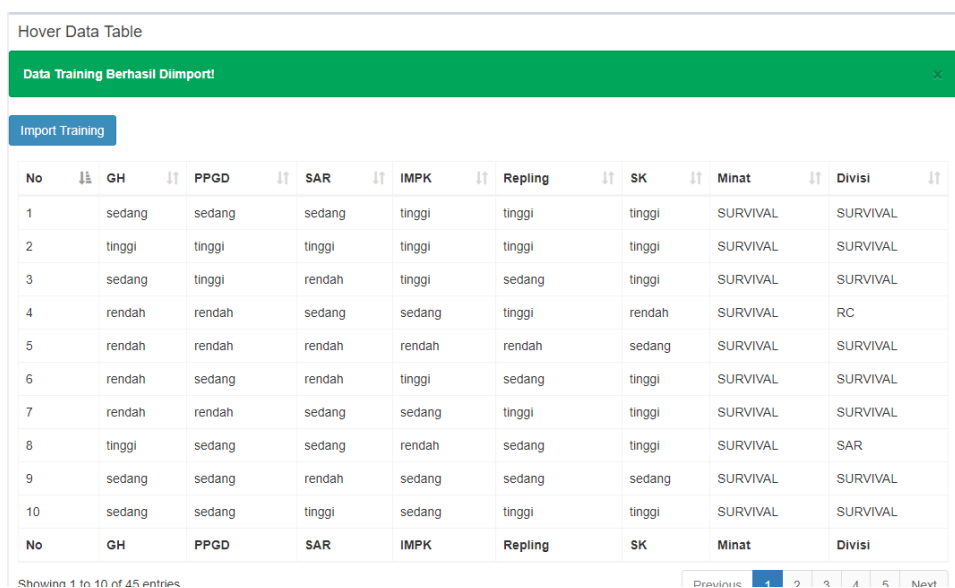 Hover Data Table
Data Training Berhasil Diimport!
×
Import Training
No GH PPGD SAR IMPK Repling SK Minat Divisi
1 sedang sedang sedang tinggi tinggi tinggi SURVIVAL SURVIVAL
2 tinggi tinggi tinggi tinggi tinggi tinggi SURVIVAL SURVIVAL
3 sedang tinggi rendah tinggi sedang tinggi SURVIVAL SURVIVAL
4 rendah rendah sedang sedang tinggi rendah SURVIVAL RC
5 rendah rendah rendah rendah rendah sedang SURVIVAL SURVIVAL
6 rendah sedang rendah tinggi sedang tinggi SURVIVAL SURVIVAL
7 rendah rendah sedang sedang tinggi tinggi SURVIVAL SURVIVAL
8 tinggi sedang sedang rendah sedang tinggi SURVIVAL SAR
9 sedang sedang rendah sedang sedang sedang SURVIVAL SURVIVAL
10 sedang sedang tinggi sedang tinggi tinggi SURVIVAL SURVIVAL
No GH PPGD SAR IMPK Repling SK Minat Divisi
Showing 1 to 10 of 45 entries Previous 1 2 3 4 5 Next